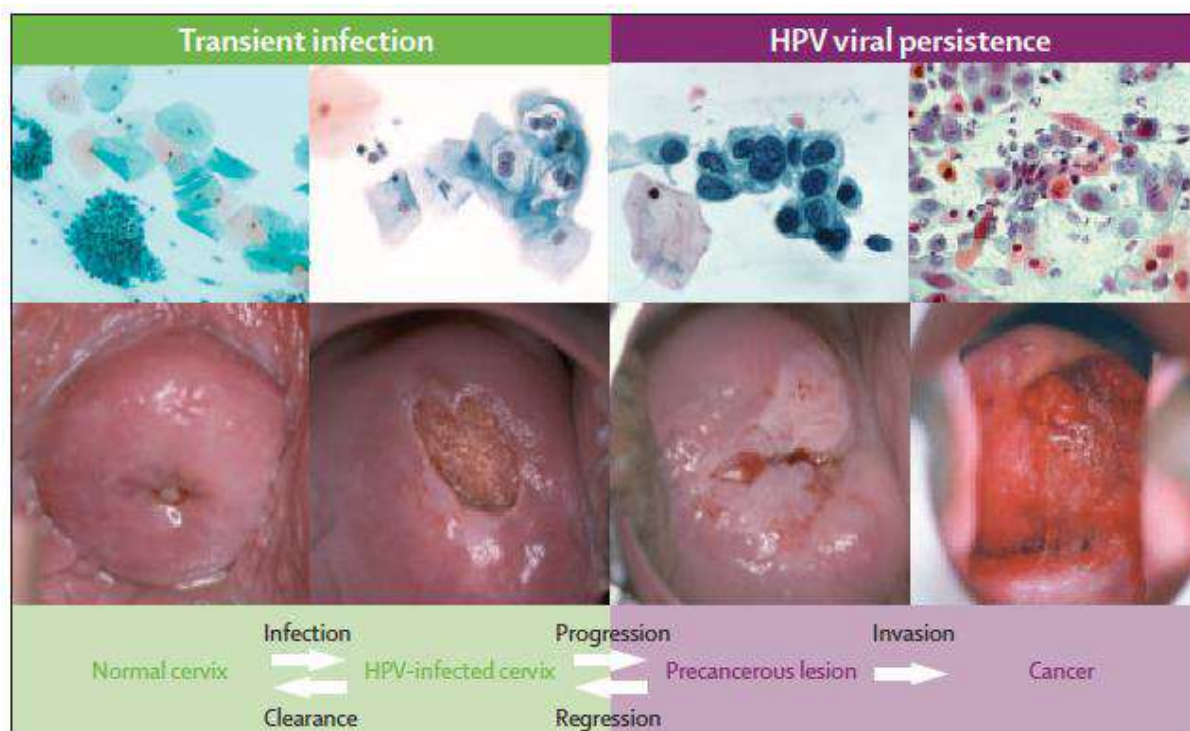 Transient infection
HPV viral persistence
Infection
Progression
Invasion
Normal cervix
HPV-infected cervix
Precancerous lesion
Cancer
Clearance
Regression